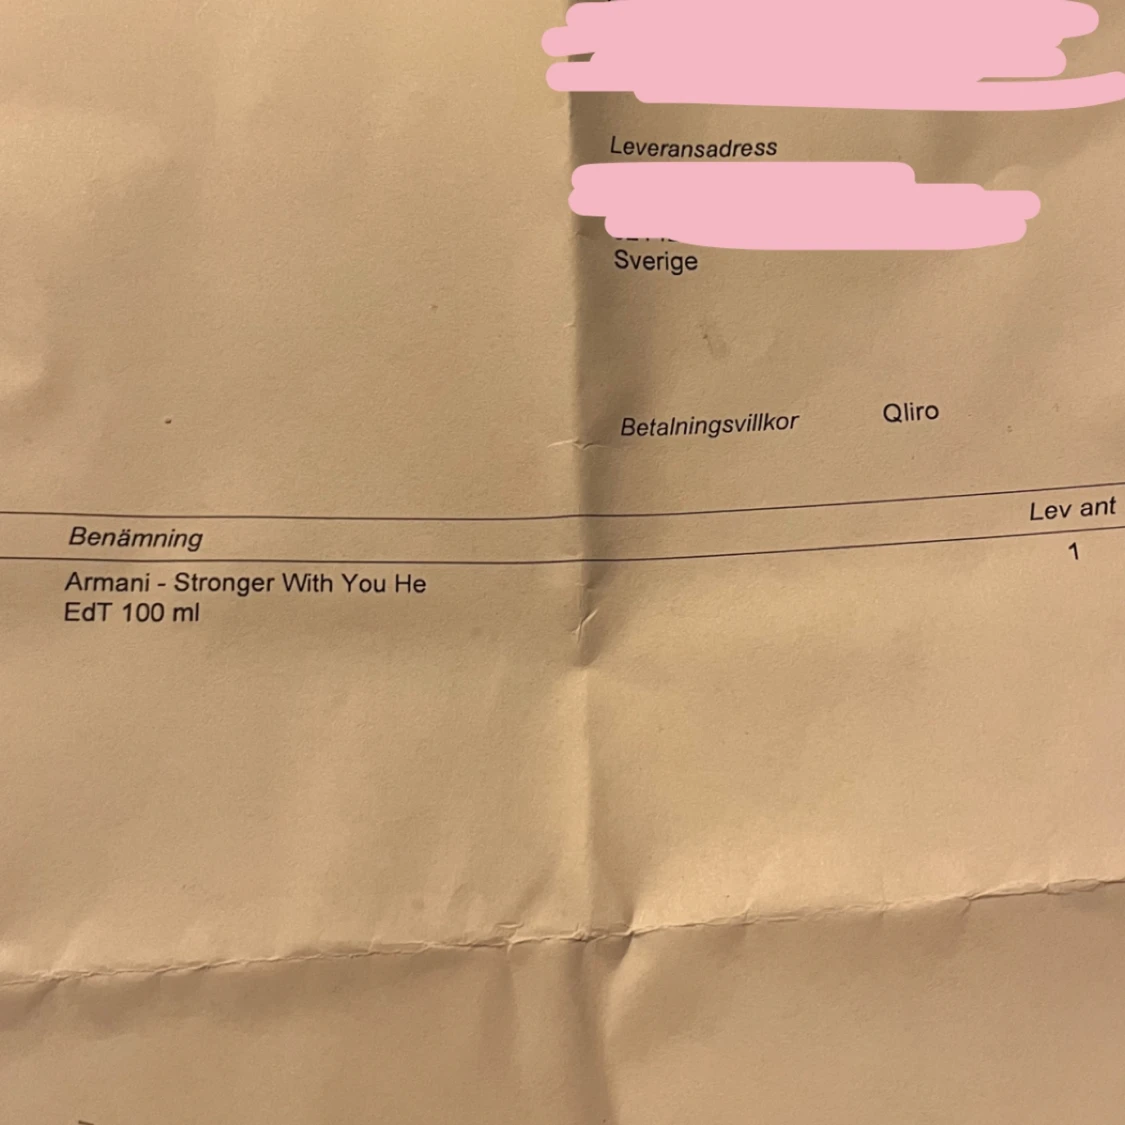 Leveransadress
Sverige
Betalningsvillkor Qliro
Benämning Lev ant
Armani - Stronger With You He 1
EdT 100 ml